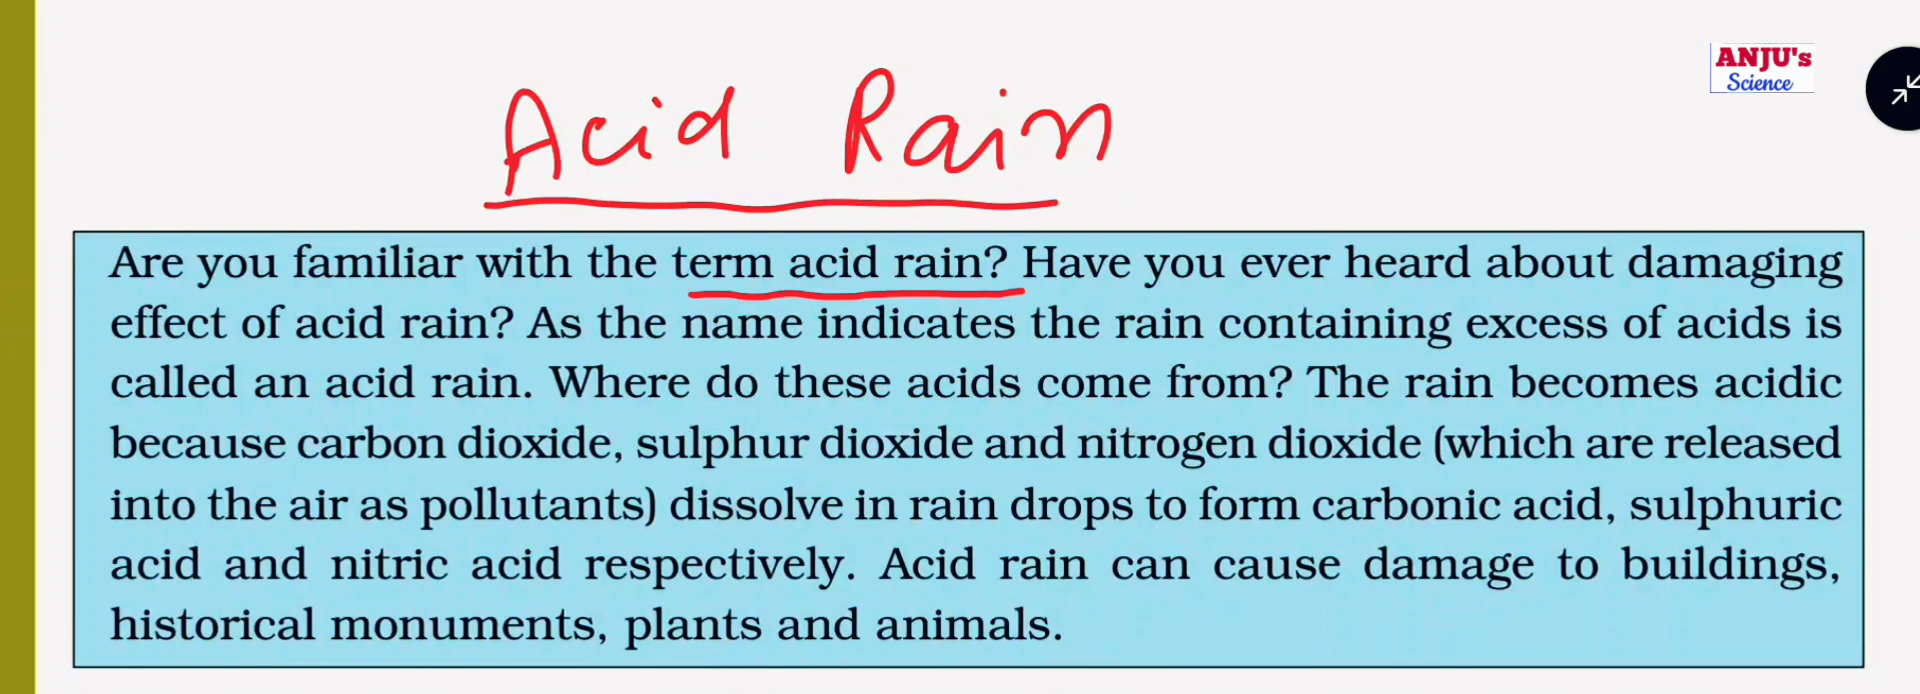 ANJU's
Science
Acid Rain
Are you familiar with the term acid rain? Have you ever heard about damaging
effect of acid rain? As the name indicates the rain containing excess of acids is
called an acid rain. Where do these acids come from? The rain becomes acidic
because carbon dioxide, sulphur dioxide and nitrogen dioxide (which are released
into the air as pollutants) dissolve in rain drops to form carbonic acid, sulphuric
acid and nitric acid respectively. Acid rain can cause damage to buildings,
historical monuments, plants and animals.